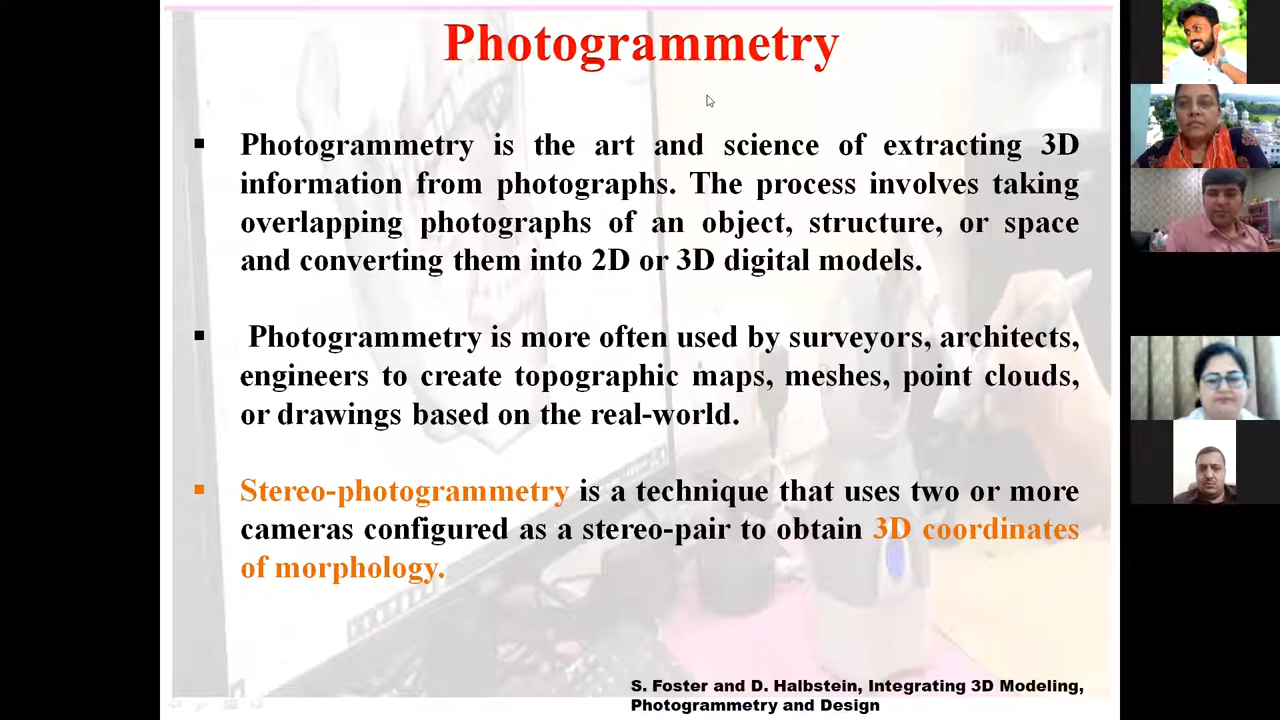 Photogrammetry
▪ Photogrammetry is the art and science of extracting 3D
information from photographs. The process involves taking
overlapping photographs of an object, structure, or space
and converting them into 2D or 3D digital models.
▪ Photogrammetry is more often used by surveyors, architects,
engineers to create topographic maps, meshes, point clouds,
or drawings based on the real-world.
▪ Stereo-photogrammetry is a technique that uses two or more
cameras configured as a stereo-pair to obtain 3D coordinates
of morphology.
S. Foster and D. Halbstein, Integrating 3D Modeling,
Photogrammetry and Design